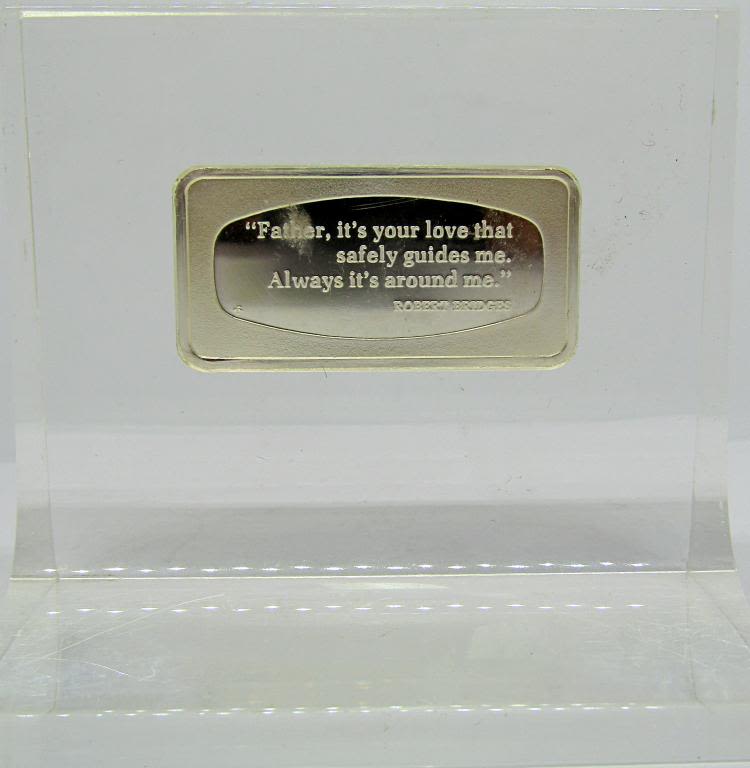 “Father, it's your love that
safely guides me.
Always it's around me.”
ROBERT BRIDGES